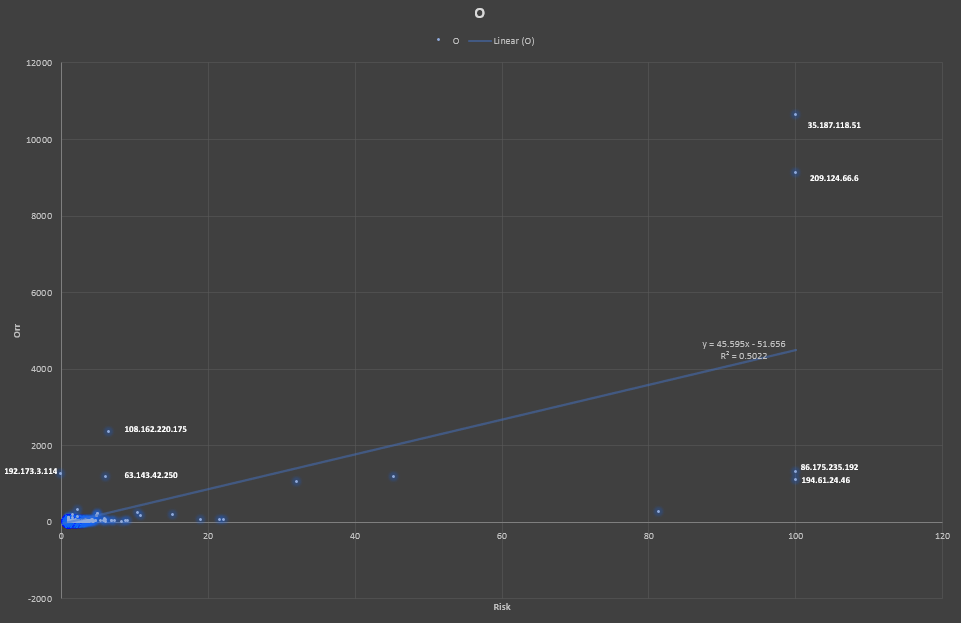 O
O Linear (O)
12000
35.187.118.51
10000
209.124.66.6
8000
6000
Orr
y = 45.595x - 51.656
R² = 0.5022
4000
108.162.220.175
2000
192.173.3.114
63.143.42.250
86.175.235.192
194.61.24.46
0
0 20 40 60 80 100 120
-2000
Risk